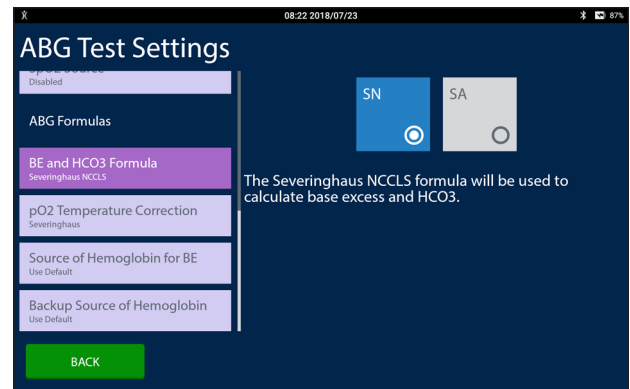 08:22 2018/07/23
87%
ABG Test Settings
SpO2 Source
Disabled
ABG Formulas
BE and HCO3 Formula
Severinghaus NCCLS
pO2 Temperature Correction
Severinghaus
Source of Hemoglobin for BE
Use Default
Backup Source of Hemoglobin
Use Default
BACK
SN
SA
The Severinghaus NCCLS formula will be used to
calculate base excess and HCO3.